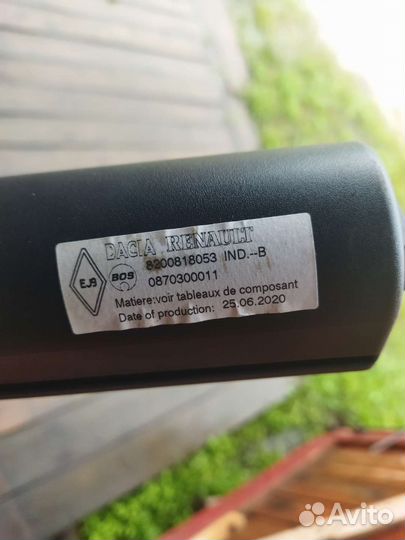 DACIA RENAULT
EJ9 BOS 8200818053 IND.--B
0870300011
Matiere:voir tableaux de composant
Date of production: 25.06.2020
Avito